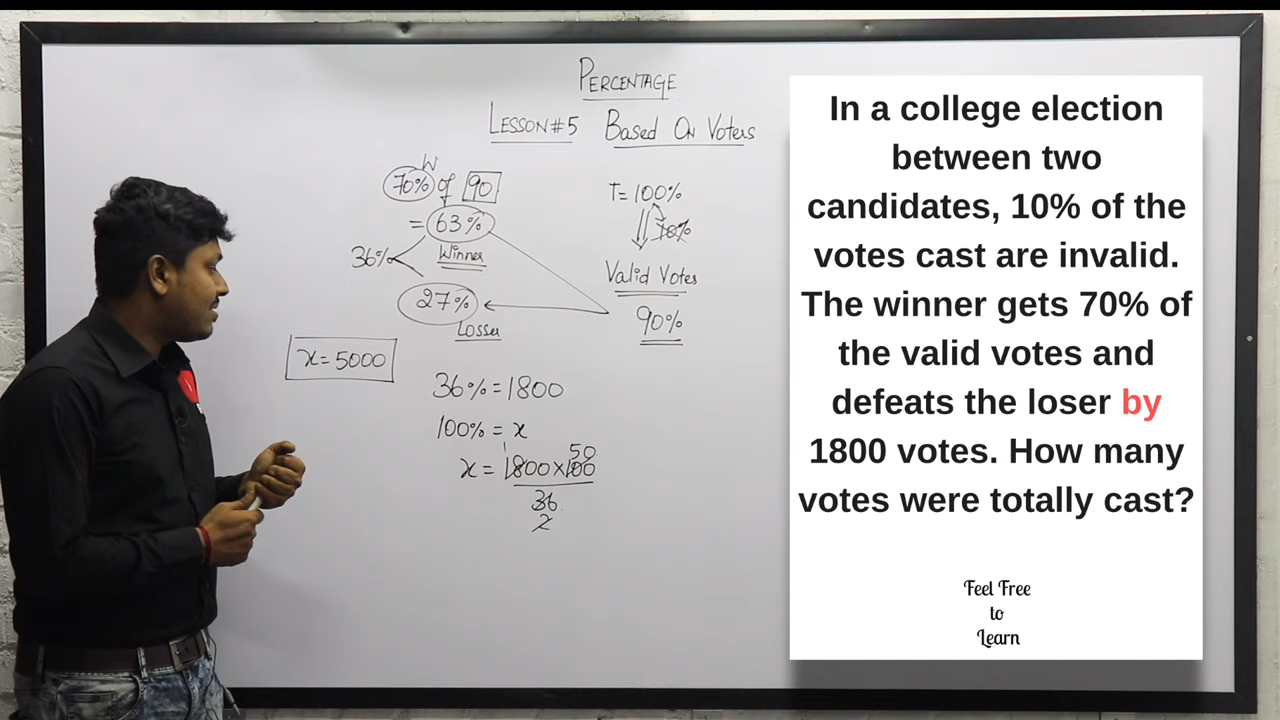 PERCENTAGE
LESSON#5 Based On Voters
W
70% of 90
= 63%
Winner
36%
27%
Losser
x = 5000
36% = 1800
100% = x
x = 1800 x 100
50
36
2
T = 100%
70%
Valid Votes
90%
In a college election
between two
candidates, 10% of the
votes cast are invalid.
The winner gets 70% of
the valid votes and
defeats the loser by
1800 votes. How many
votes were totally cast?
Feel Free
to
Learn